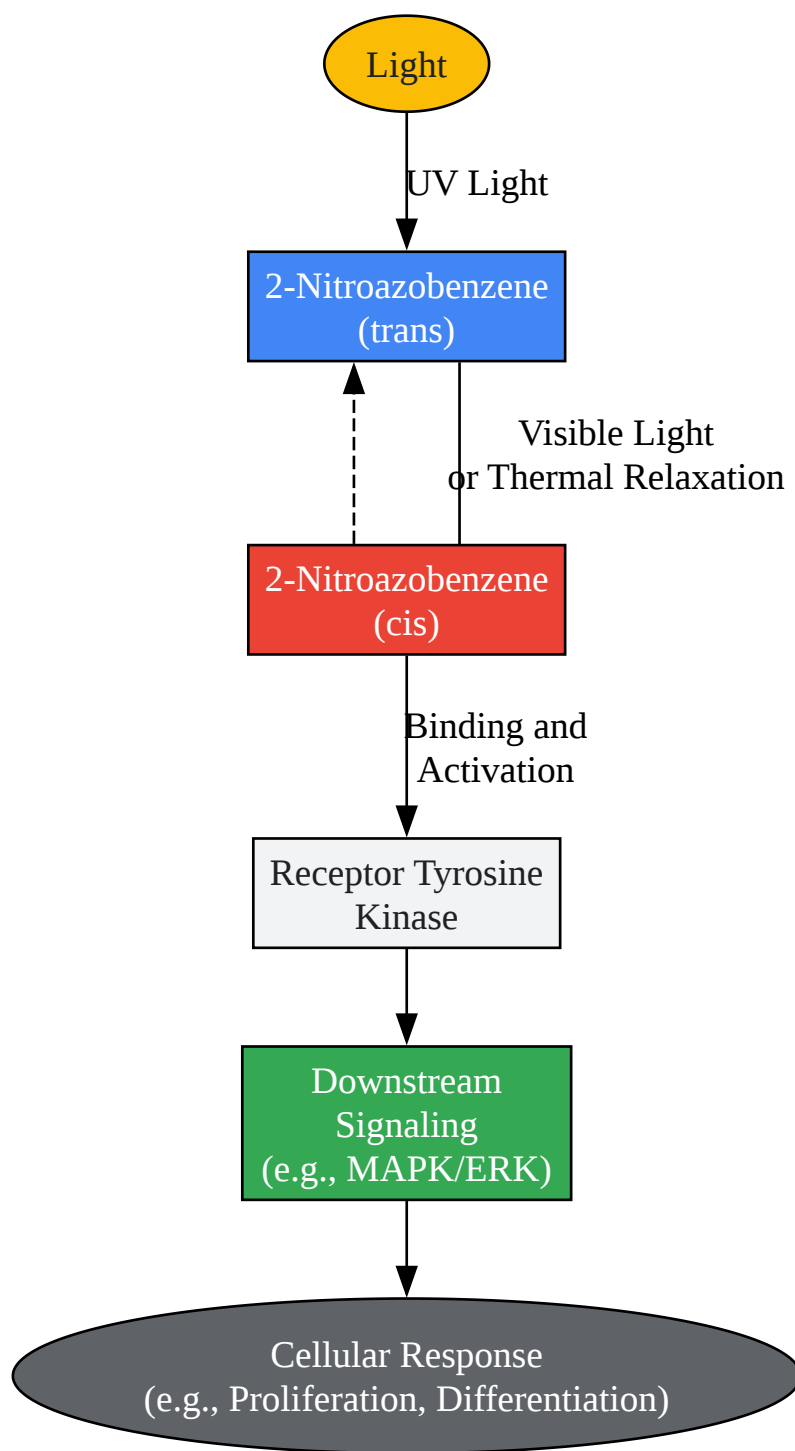 Light
UV Light
2-Nitroazobenzene
(trans)
Visible Light
or Thermal Relaxation
2-Nitroazobenzene
(cis)
Binding and
Activation
Receptor Tyrosine
Kinase
Downstream
Signaling
(e.g., MAPK/ERK)
Cellular Response
(e.g., Proliferation, Differentiation)